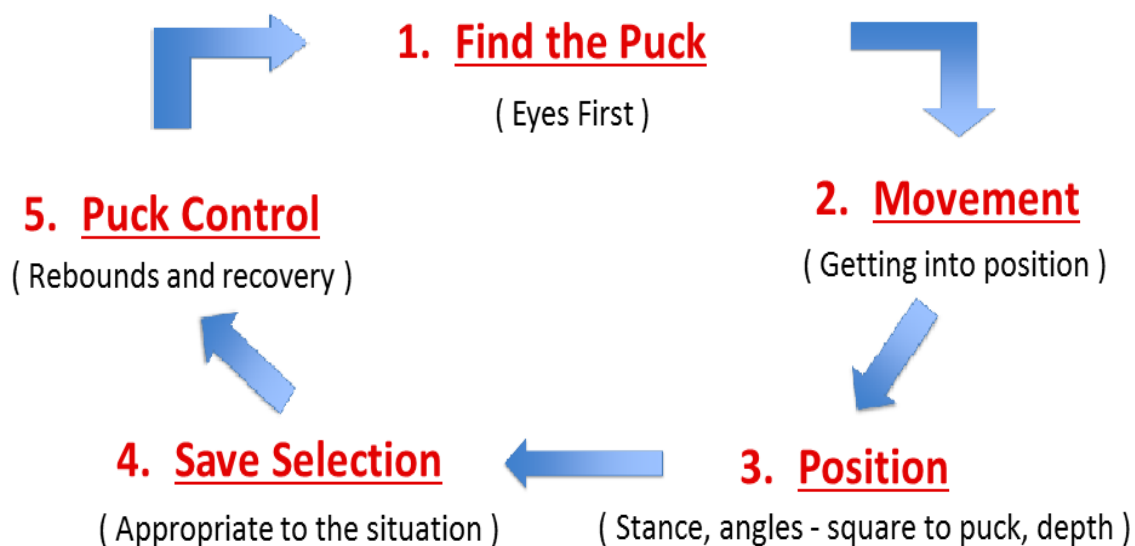 1. Find the Puck
( Eyes First )
2. Movement
( Getting into position )
3. Position
( Stance, angles - square to puck, depth )
4. Save Selection
( Appropriate to the situation )
5. Puck Control
( Rebounds and recovery )